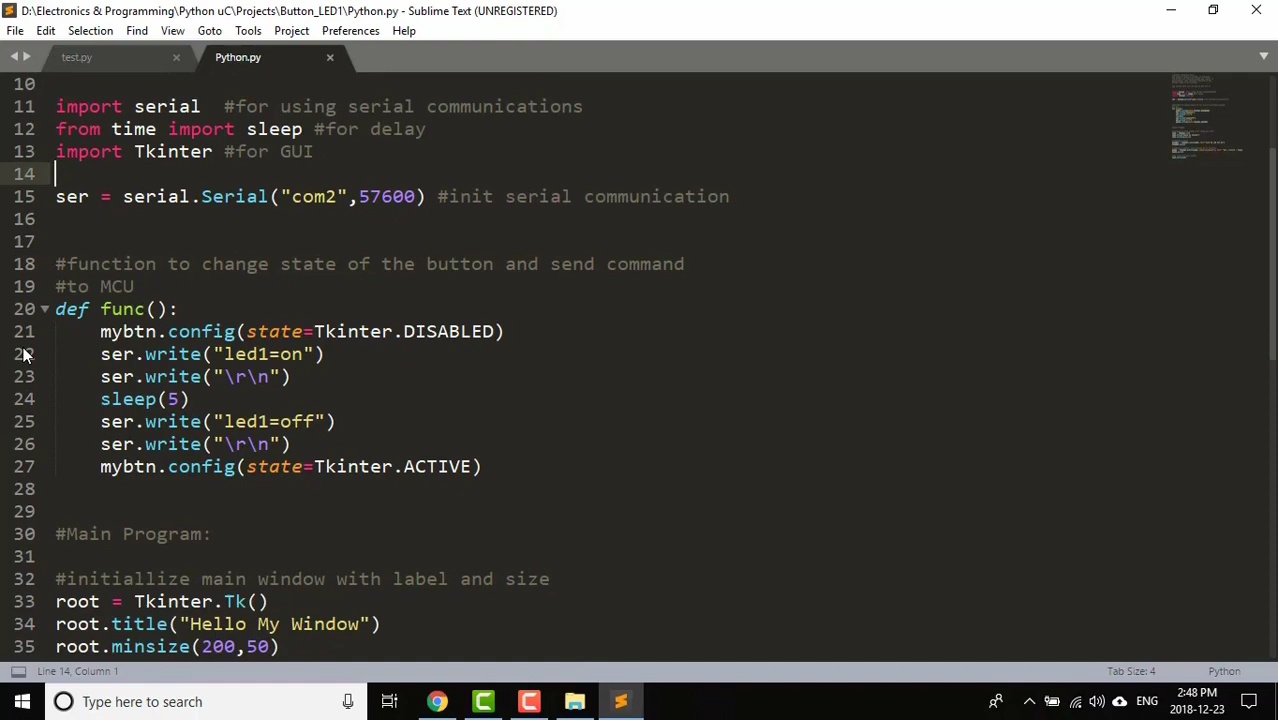 D:\Electronics & Programming\Python uC\Projects\Button_LED1\Python.py - Sublime Text (UNREGISTERED)
File Edit Selection Find View Goto Tools Project Preferences Help
test.py Python.py
10
11 import serial  #for using serial communications
12 from time import sleep #for delay
13 import Tkinter #for GUI
14
15 ser = serial.Serial("com2",57600) #init serial communication
16
17
18 #function to change state of the button and send command
19 #to MCU
20 def func():
21     mybtn.config(state=Tkinter.DISABLED)
22     ser.write("led1=on")
23     ser.write("\r\n")
24     sleep(5)
25     ser.write("led1=off")
26     ser.write("\r\n")
27     mybtn.config(state=Tkinter.ACTIVE)
28
29
30 #Main Program:
31
32 #initiallize main window with label and size
33 root = Tkinter.Tk()
34 root.title("Hello My Window")
35 root.minsize(200,50)
Line 14, Column 1 Tab Size: 4 Python
Type here to search ENG 2:48 PM
2018-12-23